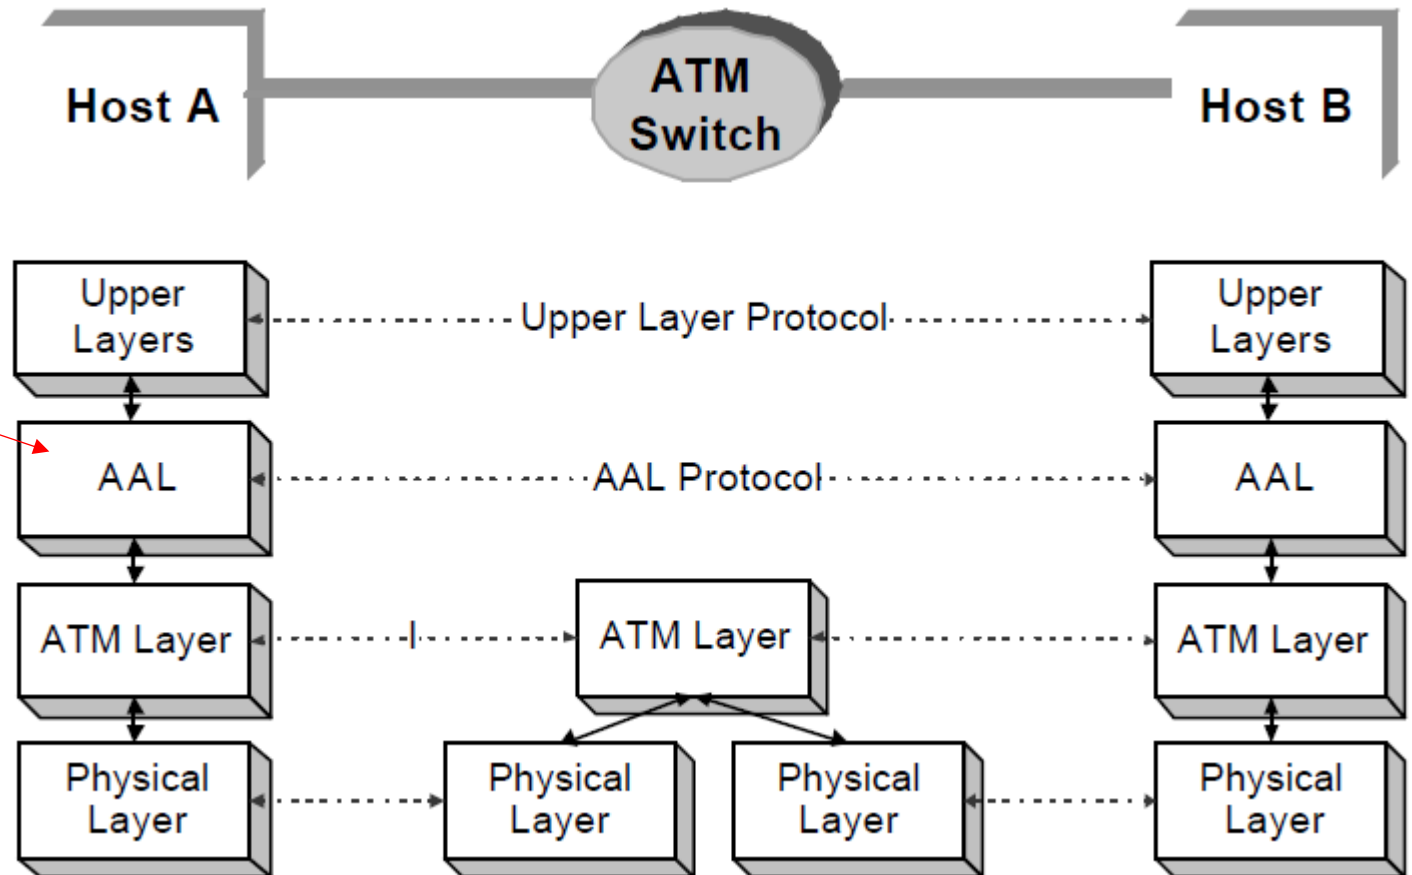 Host A
ATM
Switch
Host B
Upper
Layers
Upper Layer Protocol
Upper
Layers
AAL
AAL Protocol
AAL
ATM Layer
I
ATM Layer
ATM Layer
Physical
Layer
Physical
Layer
Physical
Layer
Physical
Layer